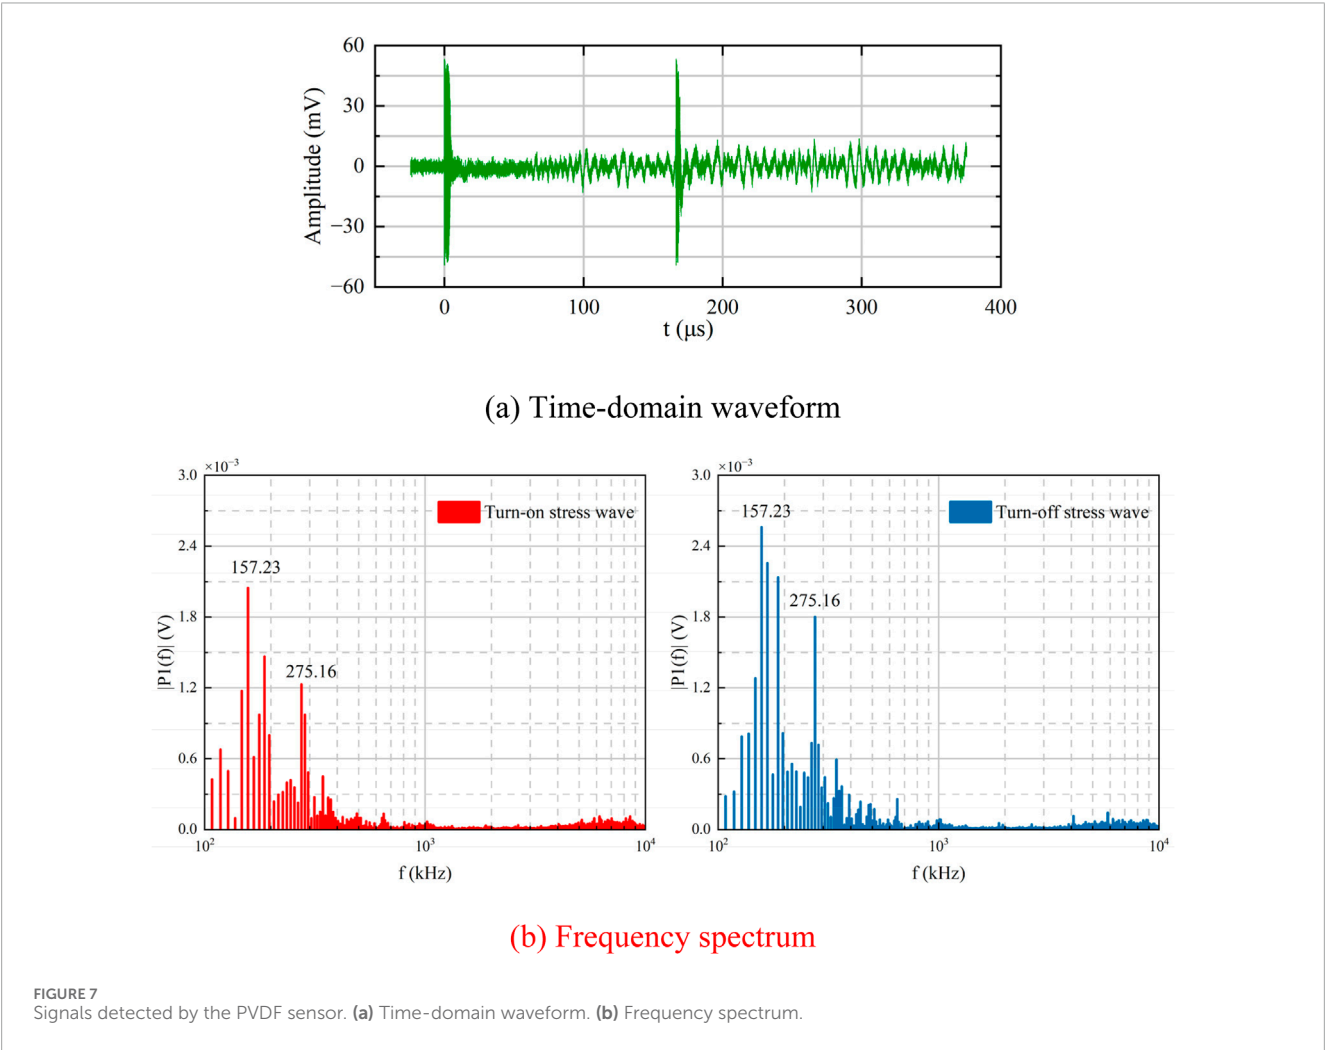 60
30
0
−30
−60
Amplitude (mV)
0 100 200 300 400
t (μs)
(a) Time-domain waveform
×10⁻³
3.0
2.4
1.8
1.2
0.6
0.0
|P1(f)| (V)
157.23
275.16
Turn-on stress wave
10² 10³ 10⁴
f (kHz)
×10⁻³
3.0
2.4
1.8
1.2
0.6
0.0
|P1(f)| (V)
157.23
275.16
Turn-off stress wave
10² 10³ 10⁴
f (kHz)
(b) Frequency spectrum
FIGURE 7
Signals detected by the PVDF sensor. (a) Time-domain waveform. (b) Frequency spectrum.